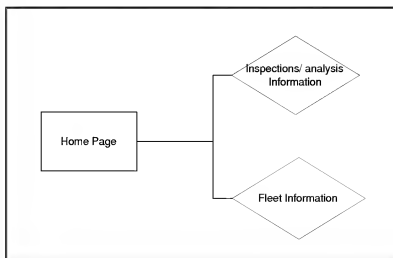 Inspections/ analysis
Information
Home Page
Fleet Information